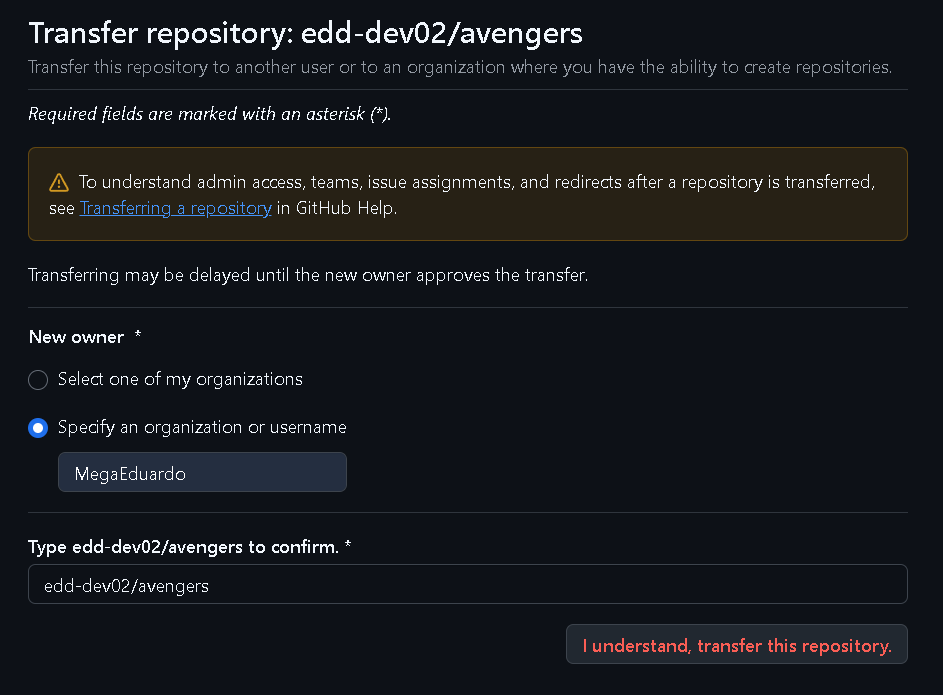 Transfer repository: edd-dev02/avengers
Transfer this repository to another user or to an organization where you have the ability to create repositories.
Required fields are marked with an asterisk (*).
To understand admin access, teams, issue assignments, and redirects after a repository is transferred,
see Transferring a repository in GitHub Help.
Transferring may be delayed until the new owner approves the transfer.
New owner *
Select one of my organizations
Specify an organization or username
MegaEduardo
Type edd-dev02/avengers to confirm. *
edd-dev02/avengers
I understand, transfer this repository.